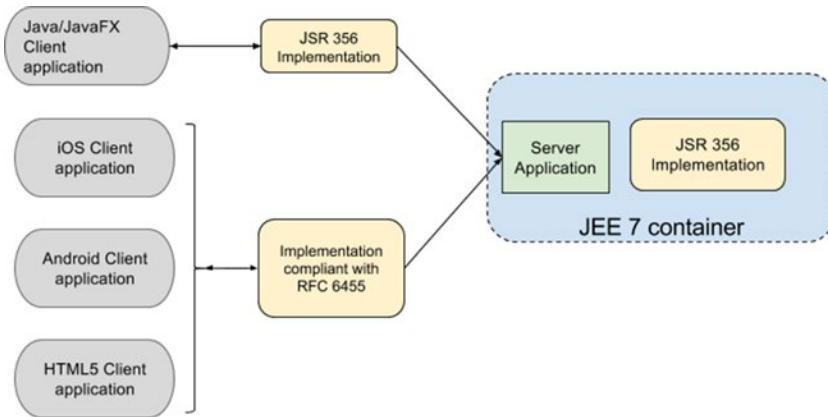 Java/JavaFX
Client
application
JSR 356
Implementation
iOS Client
application
Android Client
application
HTML5 Client
application
Implementation
compliant with
RFC 6455
Server
Application
JSR 356
Implementation
JEE 7 container